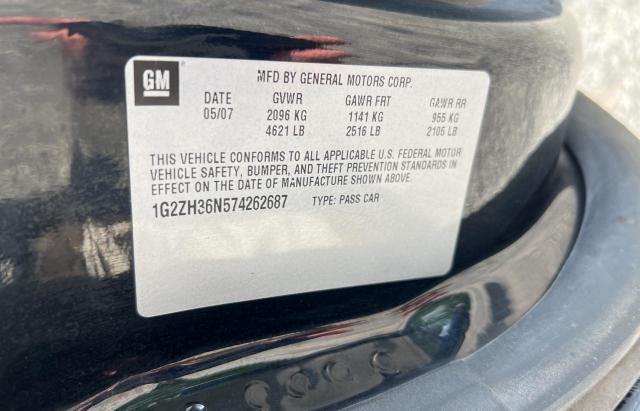 GM
MFD BY GENERAL MOTORS CORP.
DATE GVWR GAWR FRT GAWR RR
05/07 2096 KG 1141 KG 955 KG
4621 LB 2516 LB 2105 LB
THIS VEHICLE CONFORMS TO ALL APPLICABLE U.S. FEDERAL MOTOR
VEHICLE SAFETY, BUMPER, AND THEFT PREVENTION STANDARDS IN
EFFECT ON THE DATE OF MANUFACTURE SHOWN ABOVE.
1G2ZH36N574262687 TYPE: PASS CAR